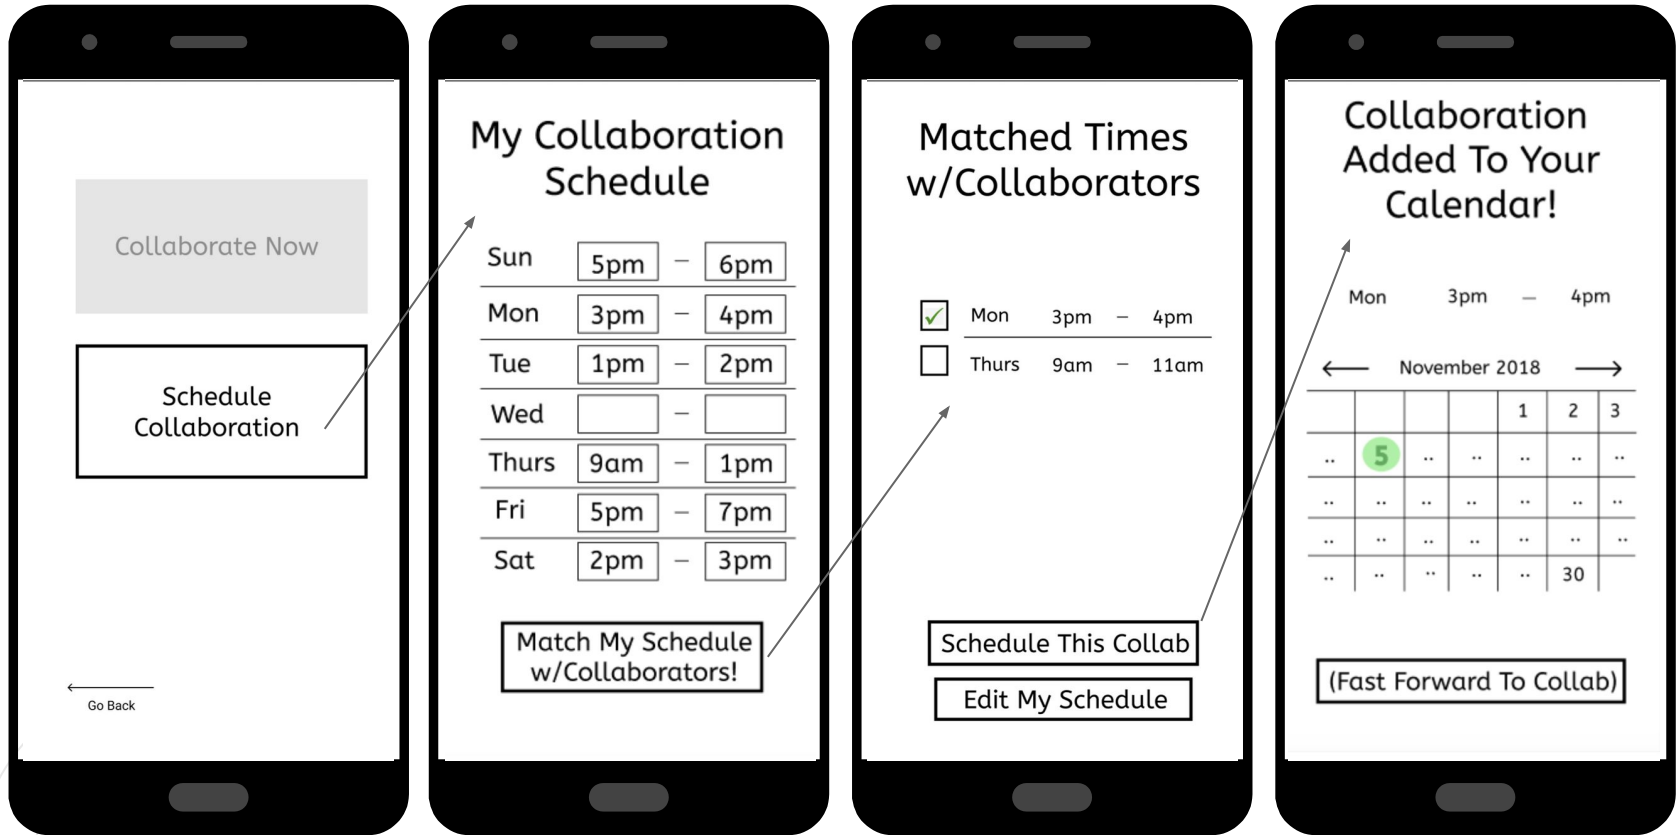 Collaborate Now
Schedule
Collaboration
Go Back
My Collaboration
Schedule
Sun 5pm – 6pm
Mon 3pm – 4pm
Tue 1pm – 2pm
Wed –
Thurs 9am – 1pm
Fri 5pm – 7pm
Sat 2pm – 3pm
Match My Schedule
w/Collaborators!
Matched Times
w/Collaborators
✓ Mon 3pm – 4pm
Thurs 9am – 11am
Schedule This Collab
Edit My Schedule
Collaboration
Added To Your
Calendar!
Mon 3pm – 4pm
← November 2018 →
1 2 3
.. 5 .. .. .. .. ..
.. .. .. .. .. .. ..
.. .. .. .. .. .. ..
.. .. .. .. .. 30
(Fast Forward To Collab)